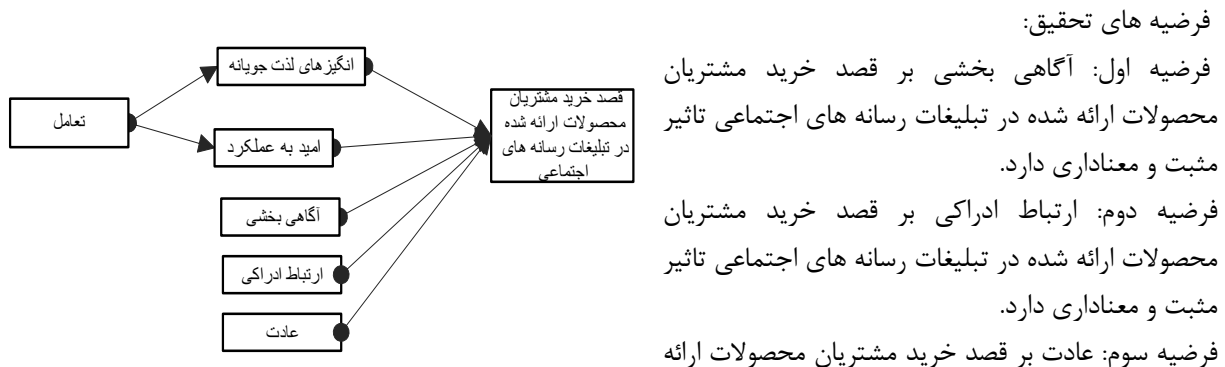 فرضیه های تحقیق:
فرضیه اول: آگاهی بخشی بر قصد خرید مشتریان
محصولات ارائه شده در تبلیغات رسانه های اجتماعی تاثیر
مثبت و معناداری دارد.
فرضیه دوم: ارتباط ادراکی بر قصد خرید مشتریان
محصولات ارائه شده در تبلیغات رسانه های اجتماعی تاثیر
مثبت و معناداری دارد.
فرضیه سوم: عادت بر قصد خرید مشتریان محصولات ارائه
قصد خرید مشتریان
محصولات ارائه شده
در تبلیغات رسانه های
اجتماعی
انگیزهای لذت جویانه
امید به عملکرد
آگاهی بخشی
ارتباط ادراکی
عادت
تعامل